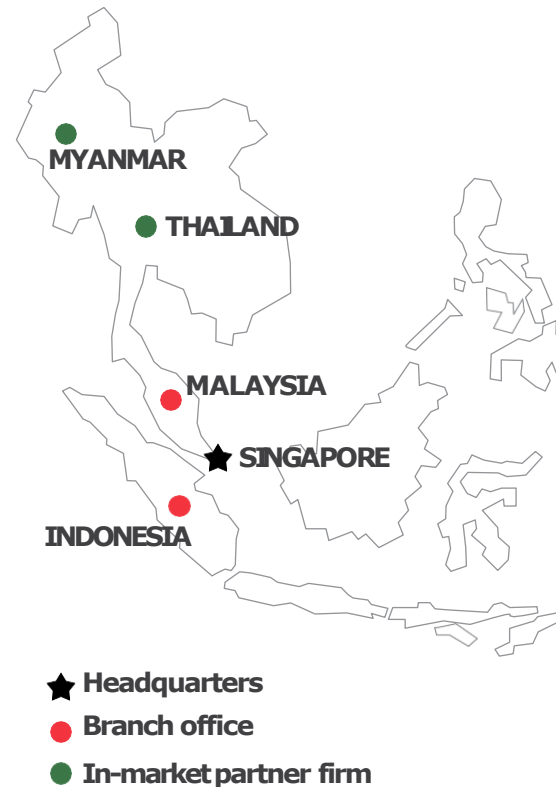 MYANMAR
THAILAND
MALAYSIA
SINGAPORE
INDONESIA
Headquarters
Branch office
In-market partner firm